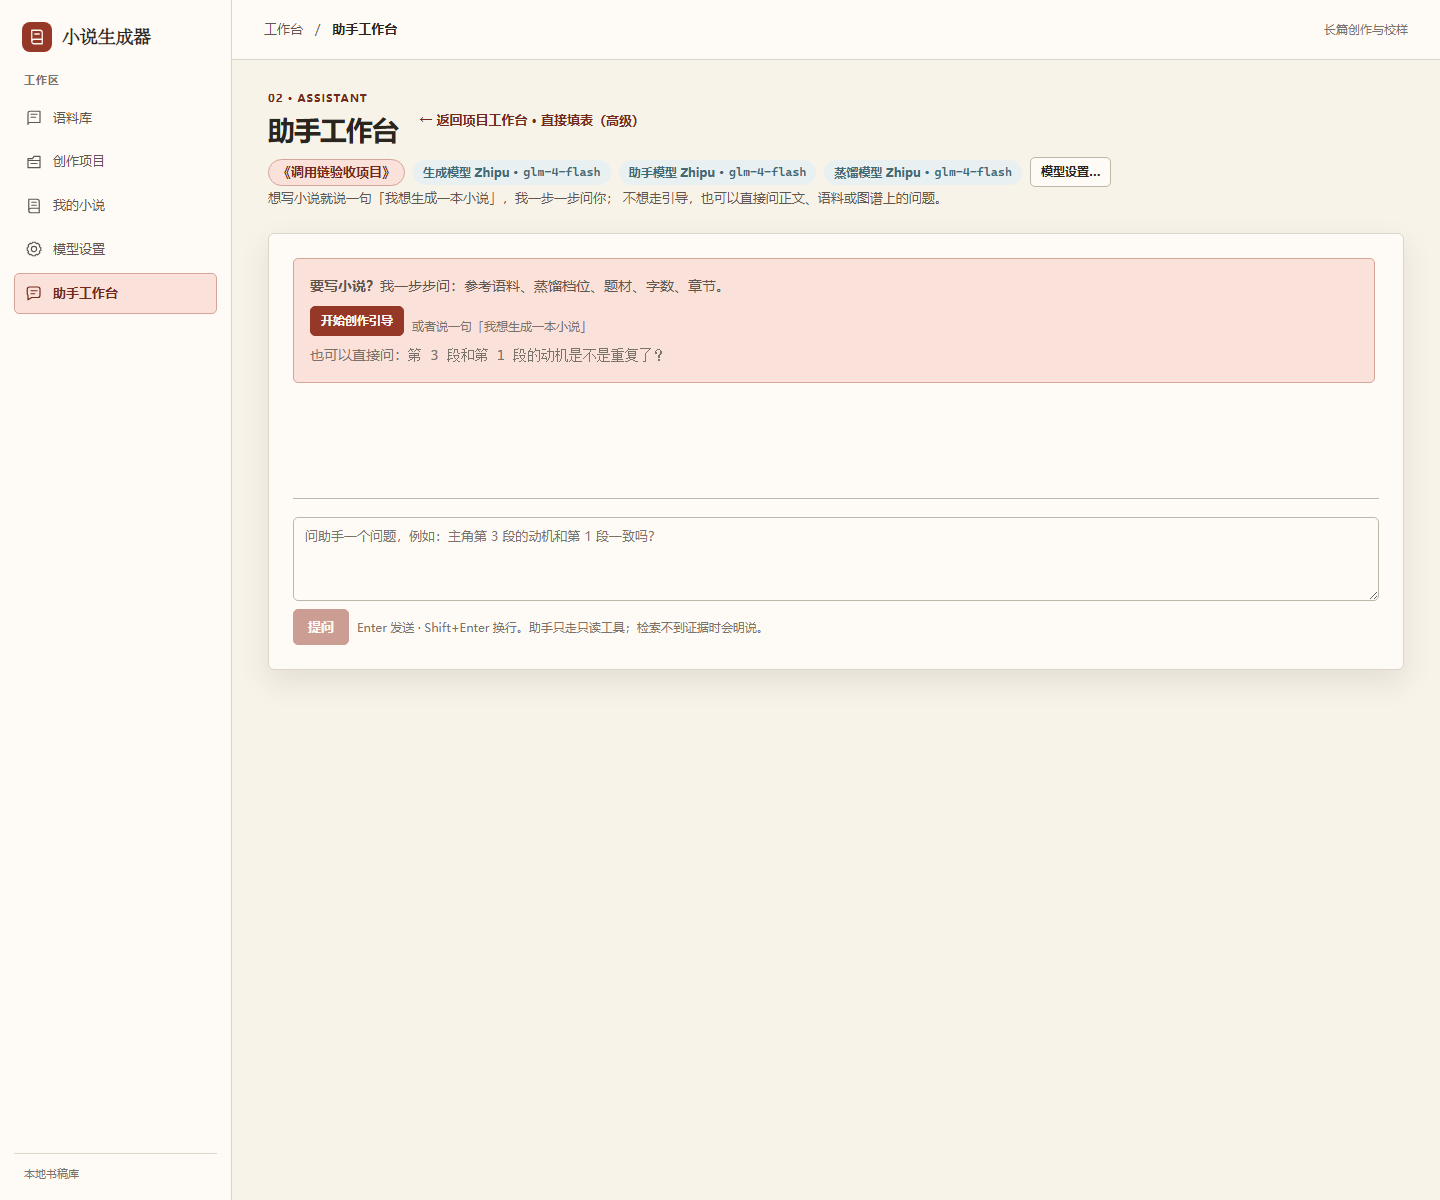 小说生成器
工作区
语料库
创作项目
我的小说
模型设置
助手工作台
本地书稿库
工作台 / 助手工作台
长篇创作与校样
02 • ASSISTANT
助手工作台
← 返回项目工作台 • 直接填表（高级）
《调用链验收项目》 生成模型 Zhipu • glm-4-flash 助手模型 Zhipu • glm-4-flash 蒸馏模型 Zhipu • glm-4-flash 模型设置...
想写小说就说一句「我想生成一本小说」，我一步一步问你； 不想走引导，也可以直接问正文、语料或图谱上的问题。
要写小说？我一步步问：参考语料、蒸馏档位、题材、字数、章节。
开始创作引导 或者说一句「我想生成一本小说」
也可以直接问：第 3 段和第 1 段的动机是不是重复了？
问助手一个问题，例如：主角第 3 段的动机和第 1 段一致吗？
提问 Enter 发送 · Shift+Enter 换行。助手只走只读工具；检索不到证据时会明说。